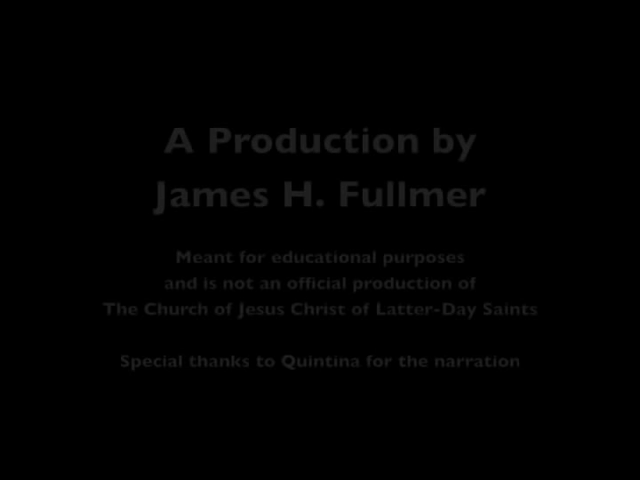 A Production by
James H. Fullmer
Meant for educational purposes
and is not an official production of
The Church of Jesus Christ of Latter-Day Saints
Special thanks to Quintina for the narration